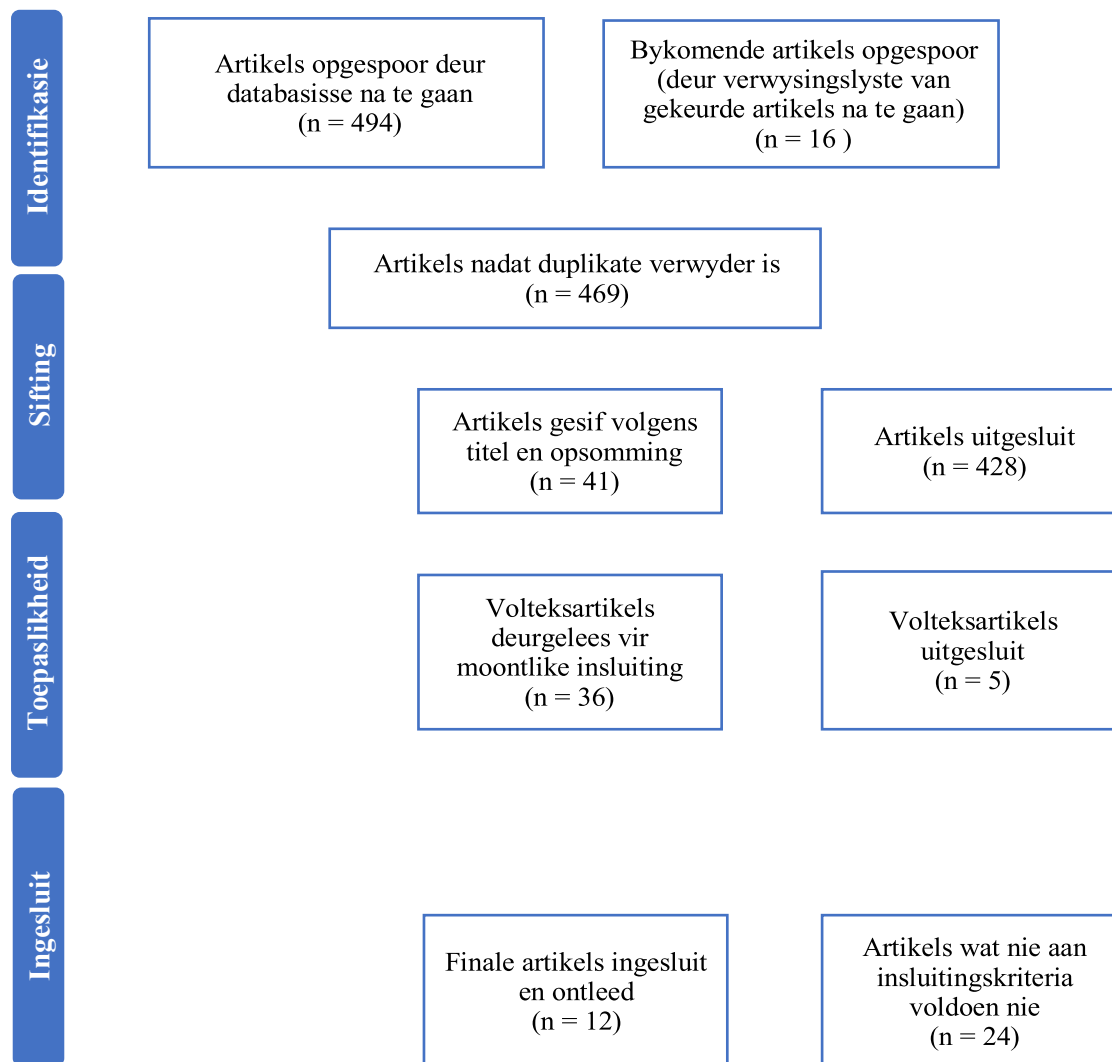 Identifikasie
Artikels opgespoor deur
databasisse na te gaan
(n = 494)
Bykomende artikels opgespoor
(deur verwysingslyste van
gekeurde artikels na te gaan)
(n = 16 )
Artikels nadat duplikate verwyder is
(n = 469)
Sifting
Artikels gesif volgens
titel en opsomming
(n = 41)
Artikels uitgesluit
(n = 428)
Toepaslikheid
Volteksartikels
deurgelees vir
moontlike insluiting
(n = 36)
Volteksartikels
uitgesluit
(n = 5)
Ingesluit
Finale artikels ingesluit
en ontleed
(n = 12)
Artikels wat nie aan
insluitingskriteria
voldoen nie
(n = 24)